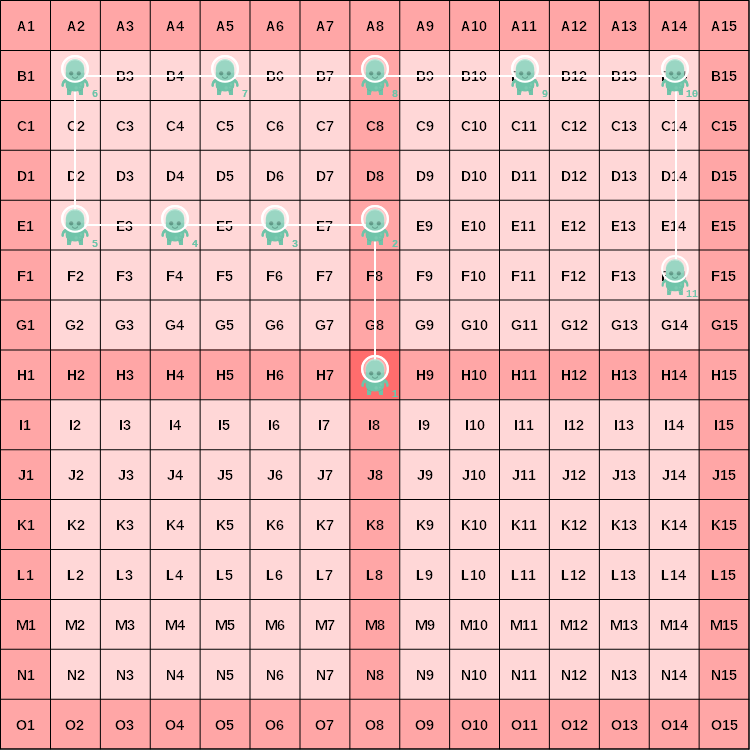 A1 A2 A3 A4 A5 A6 A7 A8 A9 A10 A11 A12 A13 A14 A15
B1 B3 B4 B6 B7 B9 B10 B12 B13 B15
6 7 8 9 10
C1 C2 C3 C4 C5 C6 C7 C8 C9 C10 C11 C12 C13 C14 C15
D1 D2 D3 D4 D5 D6 D7 D8 D9 D10 D11 D12 D13 D14 D15
E1 E3 E5 E7 E9 E10 E11 E12 E13 E14 E15
5 4 3 2
F1 F2 F3 F4 F5 F6 F7 F8 F9 F10 F11 F12 F13 F15
11
G1 G2 G3 G4 G5 G6 G7 G8 G9 G10 G11 G12 G13 G14 G15
H1 H2 H3 H4 H5 H6 H7 H9 H10 H11 H12 H13 H14 H15
1
I1 I2 I3 I4 I5 I6 I7 I8 I9 I10 I11 I12 I13 I14 I15
J1 J2 J3 J4 J5 J6 J7 J8 J9 J10 J11 J12 J13 J14 J15
K1 K2 K3 K4 K5 K6 K7 K8 K9 K10 K11 K12 K13 K14 K15
L1 L2 L3 L4 L5 L6 L7 L8 L9 L10 L11 L12 L13 L14 L15
M1 M2 M3 M4 M5 M6 M7 M8 M9 M10 M11 M12 M13 M14 M15
N1 N2 N3 N4 N5 N6 N7 N8 N9 N10 N11 N12 N13 N14 N15
O1 O2 O3 O4 O5 O6 O7 O8 O9 O10 O11 O12 O13 O14 O15